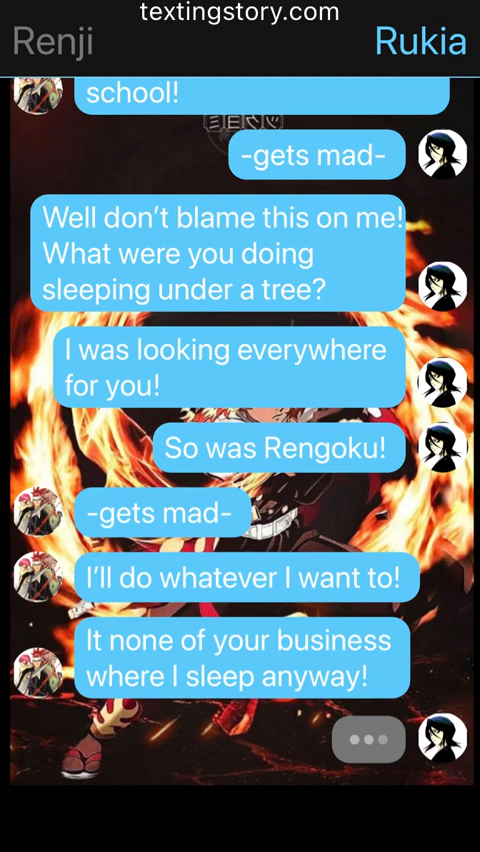 textingstory.com
Renji
Rukia
school!
-gets mad-
Well don’t blame this on me!
What were you doing
sleeping under a tree?
I was looking everywhere
for you!
So was Rengoku!
-gets mad-
I’ll do whatever I want to!
It none of your business
where I sleep anyway!